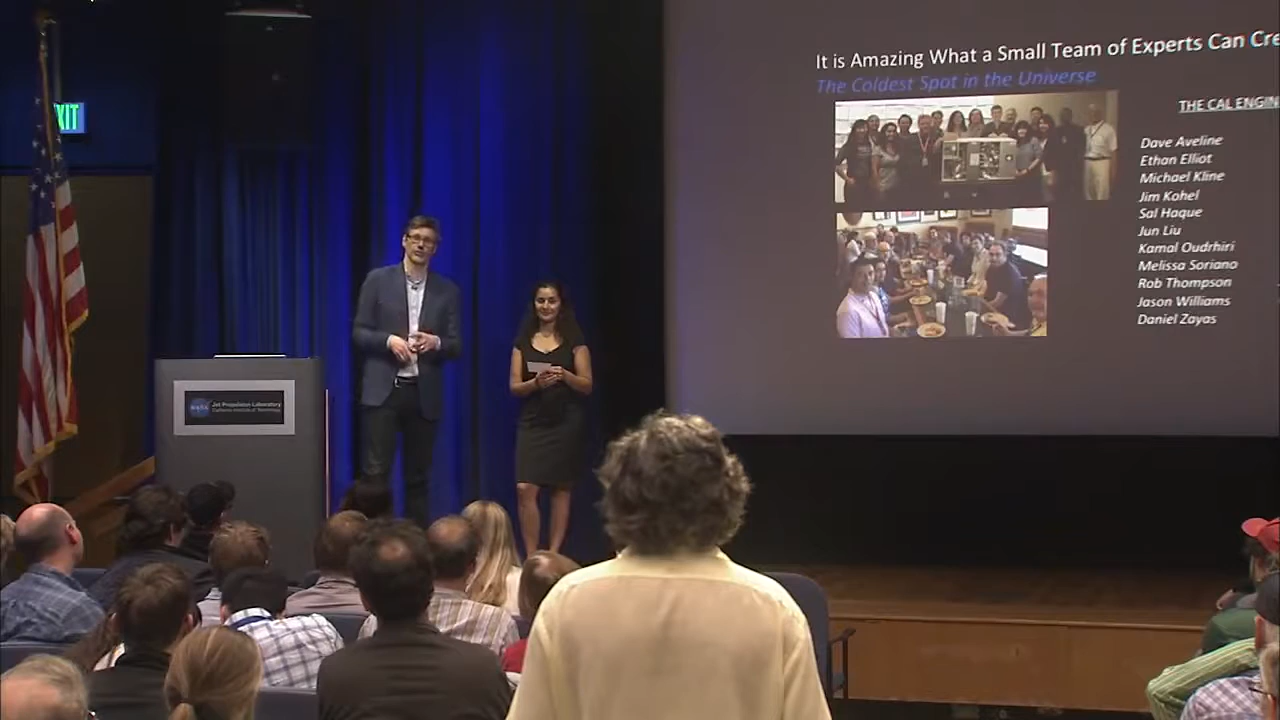 XIT
It is Amazing What a Small Team of Experts Can Cre
The Coldest Spot in the Universe
THE CAL ENGIN
Dave Aveline
Ethan Elliot
Michael Kline
Jim Kohel
Sal Haque
Jun Liu
Kamal Oudrhiri
Melissa Soriano
Rob Thompson
Jason Williams
Daniel Zayas
NASA
Jet Propulsion Laboratory
California Institute of Technology